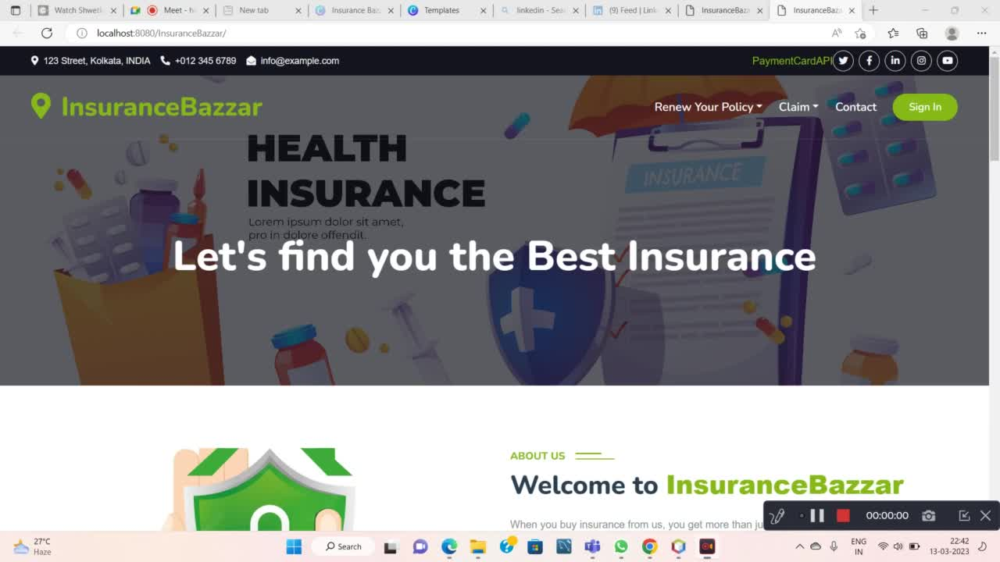 Watch Shwet
Meet - h
New tab
Insurance Baz
Templates
linkedin - Sea
(9) Feed | Link
InsuranceBaza
InsuranceBaza
localhost:8080/InsuranceBazzar/
123 Street, Kolkata, INDIA +012 345 6789 info@example.com
PaymentCardAPI
InsuranceBazzar
Renew Your Policy Claim Contact Sign In
HEALTH
INSURANCE
Lorem ipsum dolor sit amet,
pro in dolore offendit.
INSURANCE
Let's find you the Best Insurance
ABOUT US
Welcome to InsuranceBazzar
When you buy insurance from us, you get more than ju
00:00:00
27°C
Haze
Search
ENG
IN
22:42
13-03-2023